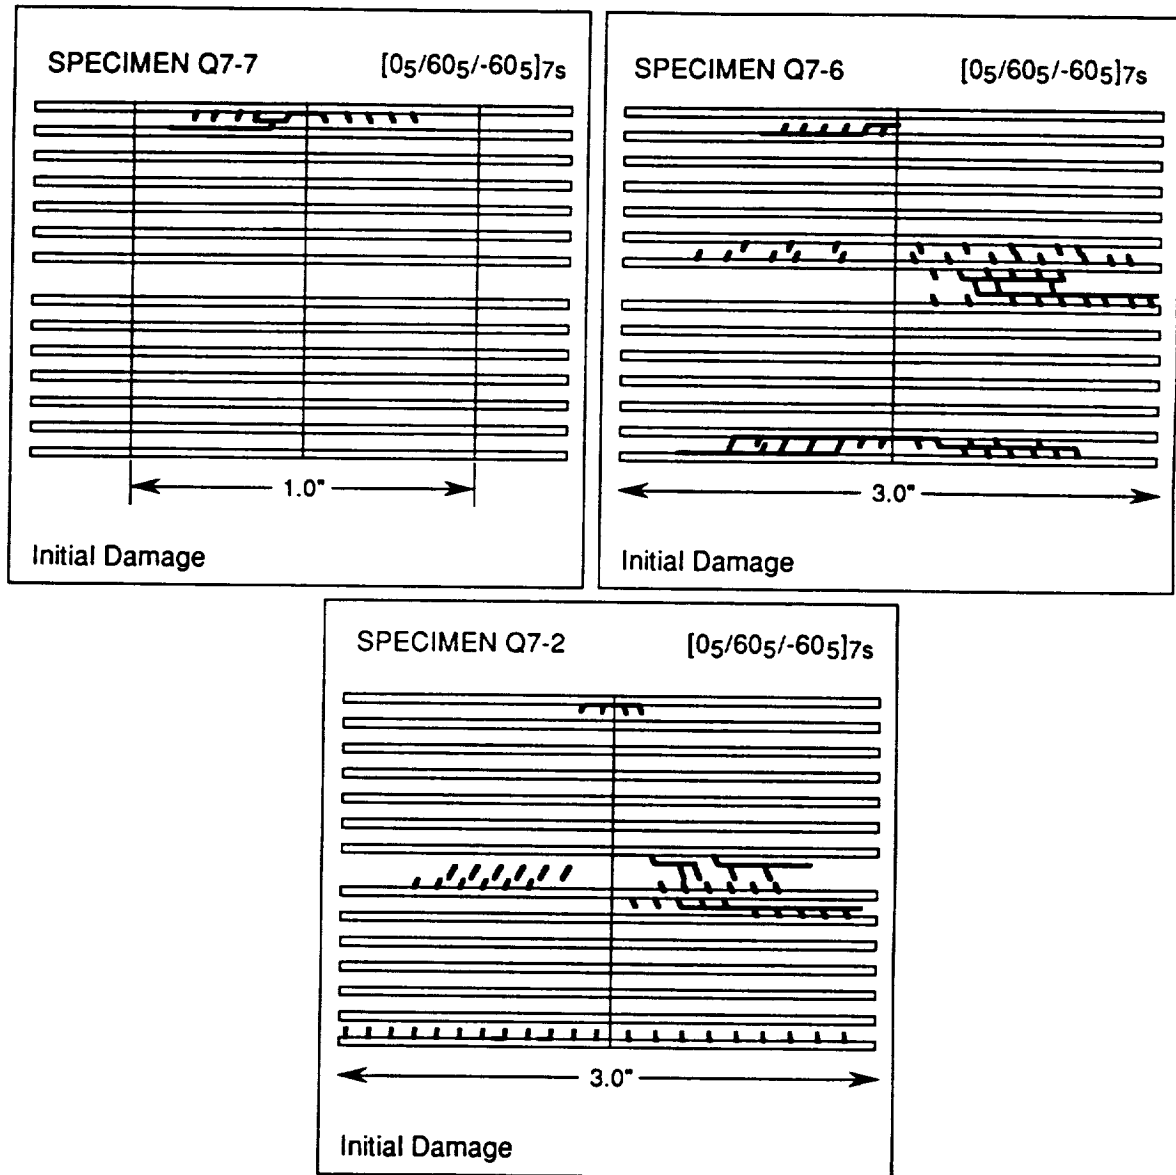 SPECIMEN Q7-7 [05/605/-605]7s
1.0"
Initial Damage
SPECIMEN Q7-6 [05/605/-605]7s
3.0"
Initial Damage
SPECIMEN Q7-2 [05/605/-605]7s
3.0"
Initial Damage